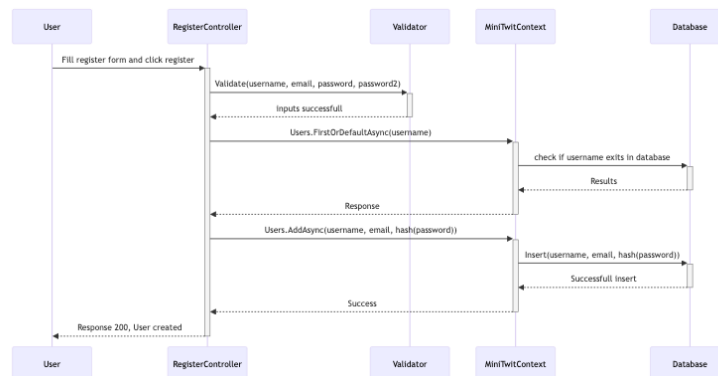 User
RegisterController
Validator
MiniTwitContext
Database
Fill register form and click register
Validate(username, email, password, password2)
Inputs successfull
Users.FirstOrDefaultAsync(username)
check if username exits in database
Results
Response
Users.AddAsync(username, email, hash(password))
Insert(username, email, hash(password))
Successfull Insert
Success
Response 200, User created
User
RegisterController
Validator
MiniTwitContext
Database